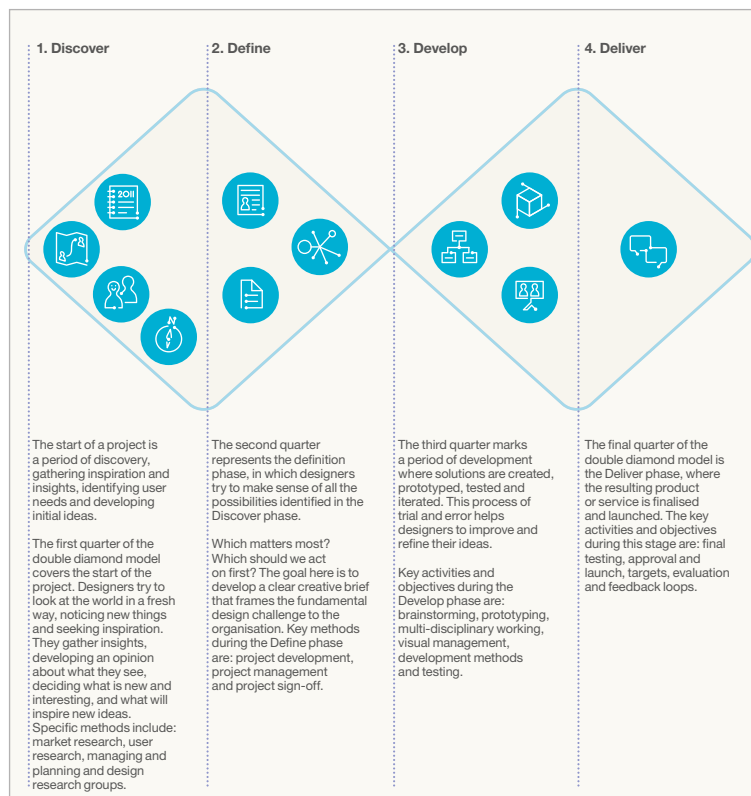 1. Discover
2. Define
3. Develop
4. Deliver
2011
N
The start of a project is
a period of discovery,
gathering inspiration and
insights, identifying user
needs and developing
initial ideas.
The first quarter of the
double diamond model
covers the start of the
project. Designers try to
look at the world in a fresh
way, noticing new things
and seeking inspiration.
They gather insights,
developing an opinion
about what they see,
deciding what is new and
interesting, and what will
inspire new ideas.
Specific methods include:
market research, user
research, managing and
planning and design
research groups.
The second quarter
represents the definition
phase, in which designers
try to make sense of all the
possibilities identified in the
Discover phase.
Which matters most?
Which should we act
on first? The goal here is to
develop a clear creative brief
that frames the fundamental
design challenge to the
organisation. Key methods
during the Define phase
are: project development,
project management
and project sign-off.
The third quarter marks
a period of development
where solutions are created,
prototyped, tested and
iterated. This process of
trial and error helps
designers to improve and
refine their ideas.
Key activities and
objectives during the
Develop phase are:
brainstorming, prototyping,
multi-disciplinary working,
visual management,
development methods
and testing.
The final quarter of the
double diamond model is
the Deliver phase, where
the resulting product
or service is finalised
and launched. The key
activities and objectives
during this stage are: final
testing, approval and
launch, targets, evaluation
and feedback loops.